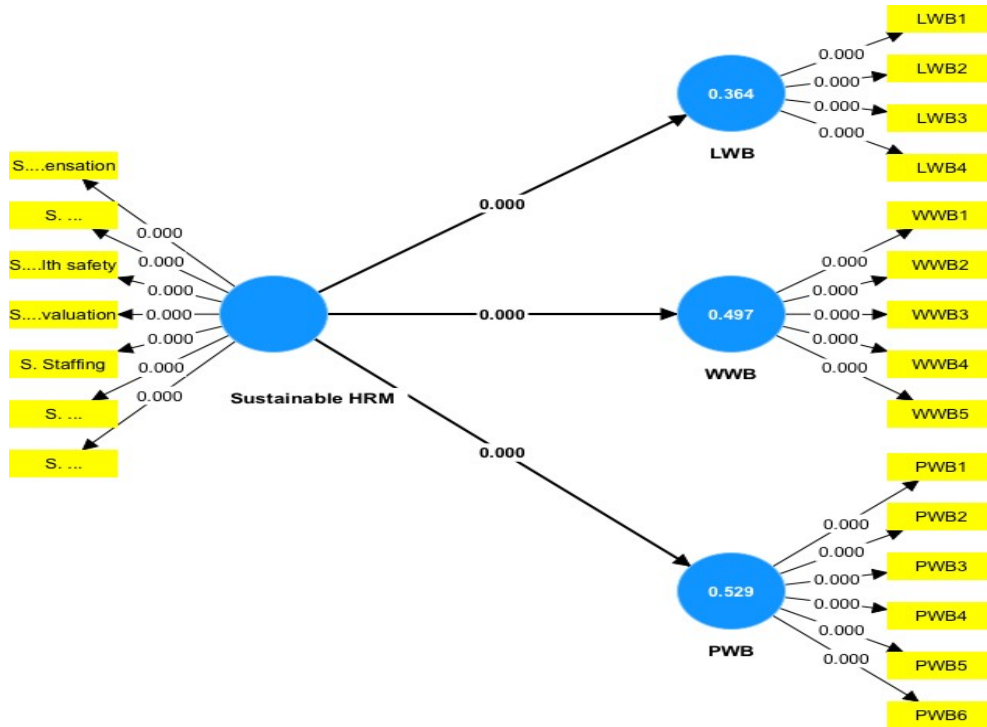 S....ensation
S. ...
S....lth safety
S....valuation
S. Staffing
S. ...
S. ...
0.000
0.000
0.000
0.000
0.000
0.000
0.000
Sustainable HRM
0.000
0.000
0.000
0.364
LWB
0.497
WWB
0.529
PWB
0.000
0.000
0.000
0.000
LWB1
LWB2
LWB3
LWB4
0.000
0.000
0.000
0.000
0.000
WWB1
WWB2
WWB3
WWB4
WWB5
0.000
0.000
0.000
0.000
0.000
0.000
PWB1
PWB2
PWB3
PWB4
PWB5
PWB6